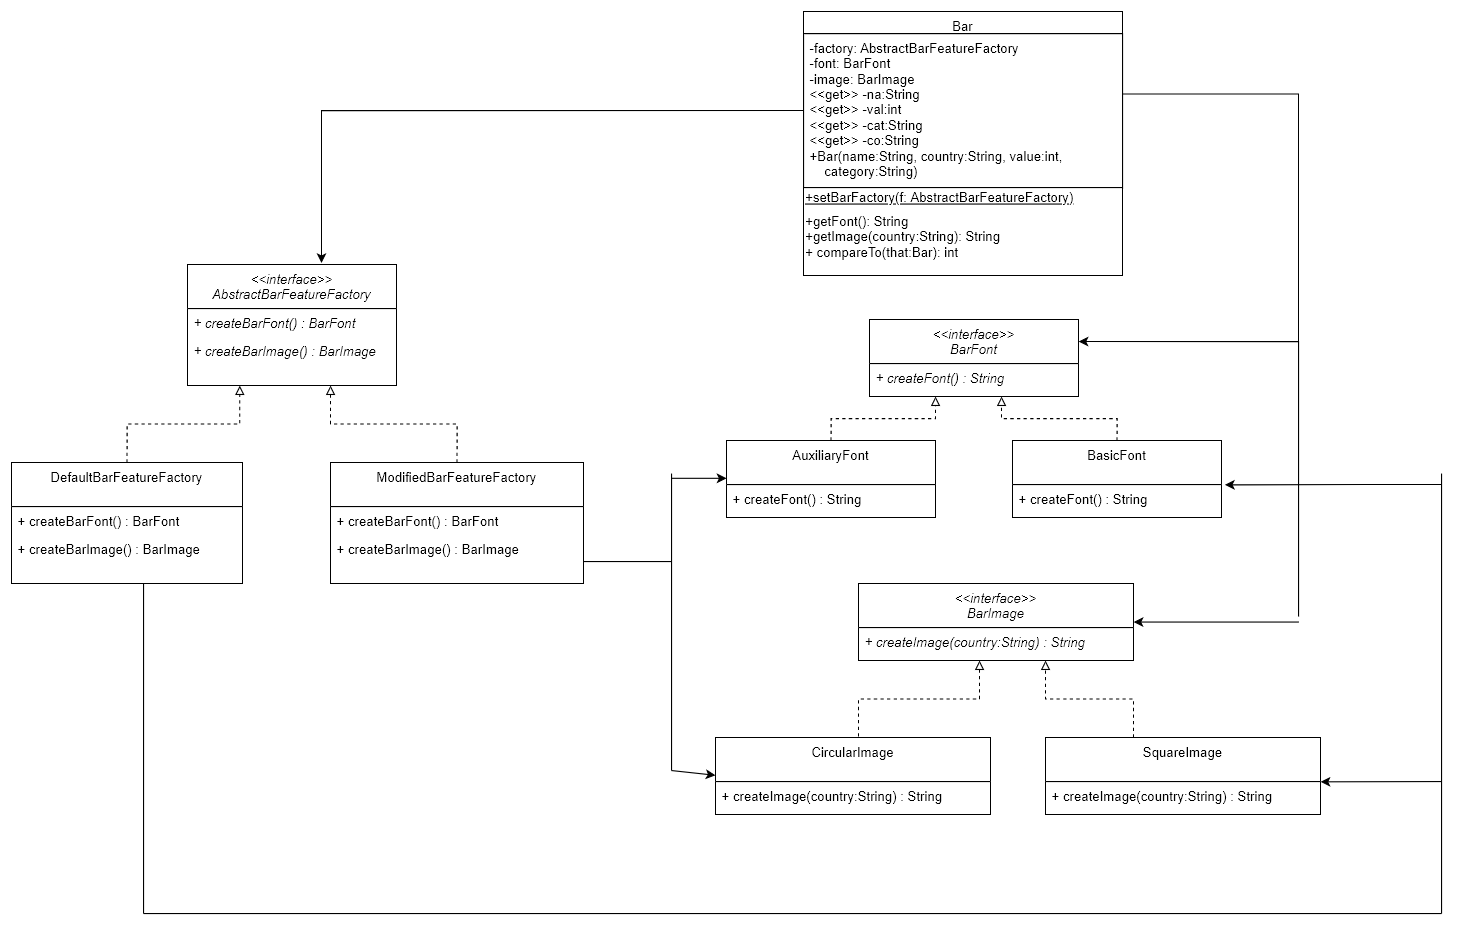 Bar
-factory: AbstractBarFeatureFactory
-font: BarFont
-image: BarImage
<<get>> -na:String
<<get>> -val:int
<<get>> -cat:String
<<get>> -co:String
+Bar(name:String, country:String, value:int,
category:String)
+setBarFactory(f: AbstractBarFeatureFactory)
+getFont(): String
+getImage(country:String): String
+ compareTo(that:Bar): int
<<interface>>
AbstractBarFeatureFactory
+ createBarFont() : BarFont
+ createBarImage() : BarImage
<<interface>>
BarFont
+ createFont() : String
DefaultBarFeatureFactory
+ createBarFont() : BarFont
+ createBarImage() : BarImage
ModifiedBarFeatureFactory
+ createBarFont() : BarFont
+ createBarImage() : BarImage
AuxiliaryFont
+ createFont() : String
BasicFont
+ createFont() : String
<<interface>>
BarImage
+ createImage(country:String) : String
CircularImage
+ createImage(country:String) : String
SquareImage
+ createImage(country:String) : String